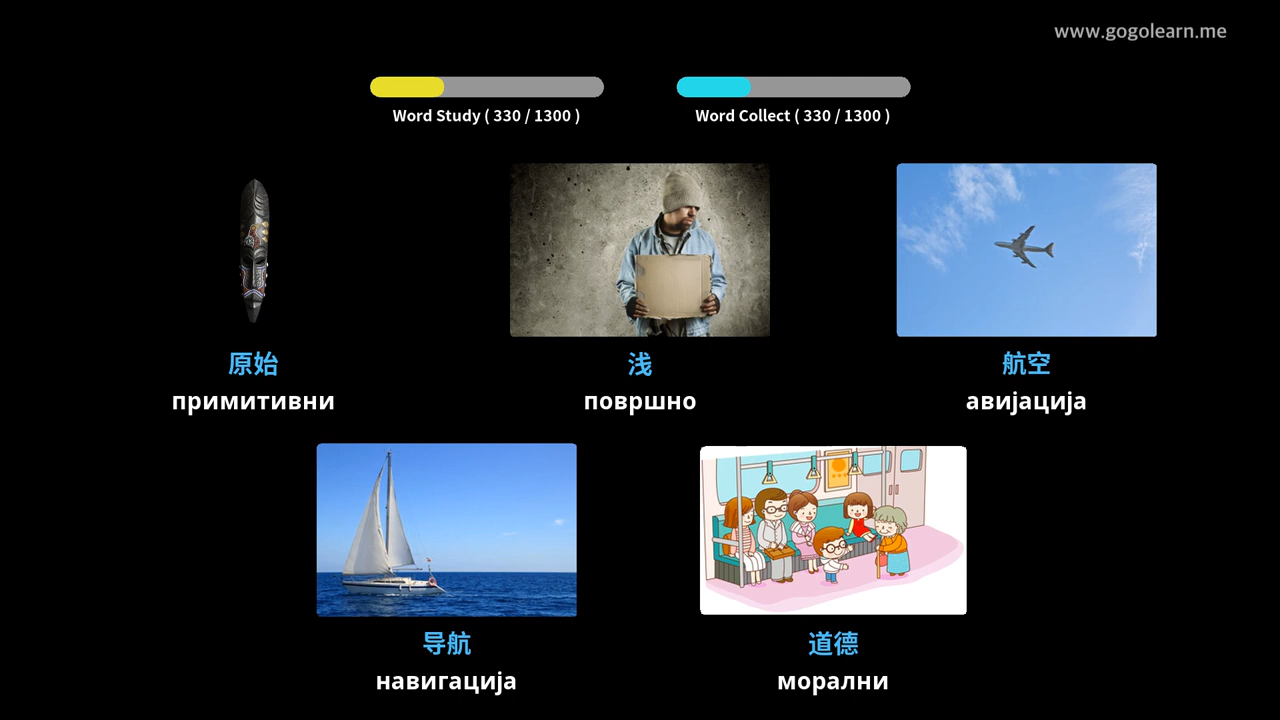 www.gogolearn.me
Word Study ( 330 / 1300 )
Word Collect ( 330 / 1300 )
原始
примитивни
浅
површно
航空
авијација
导航
навигација
道德
морални